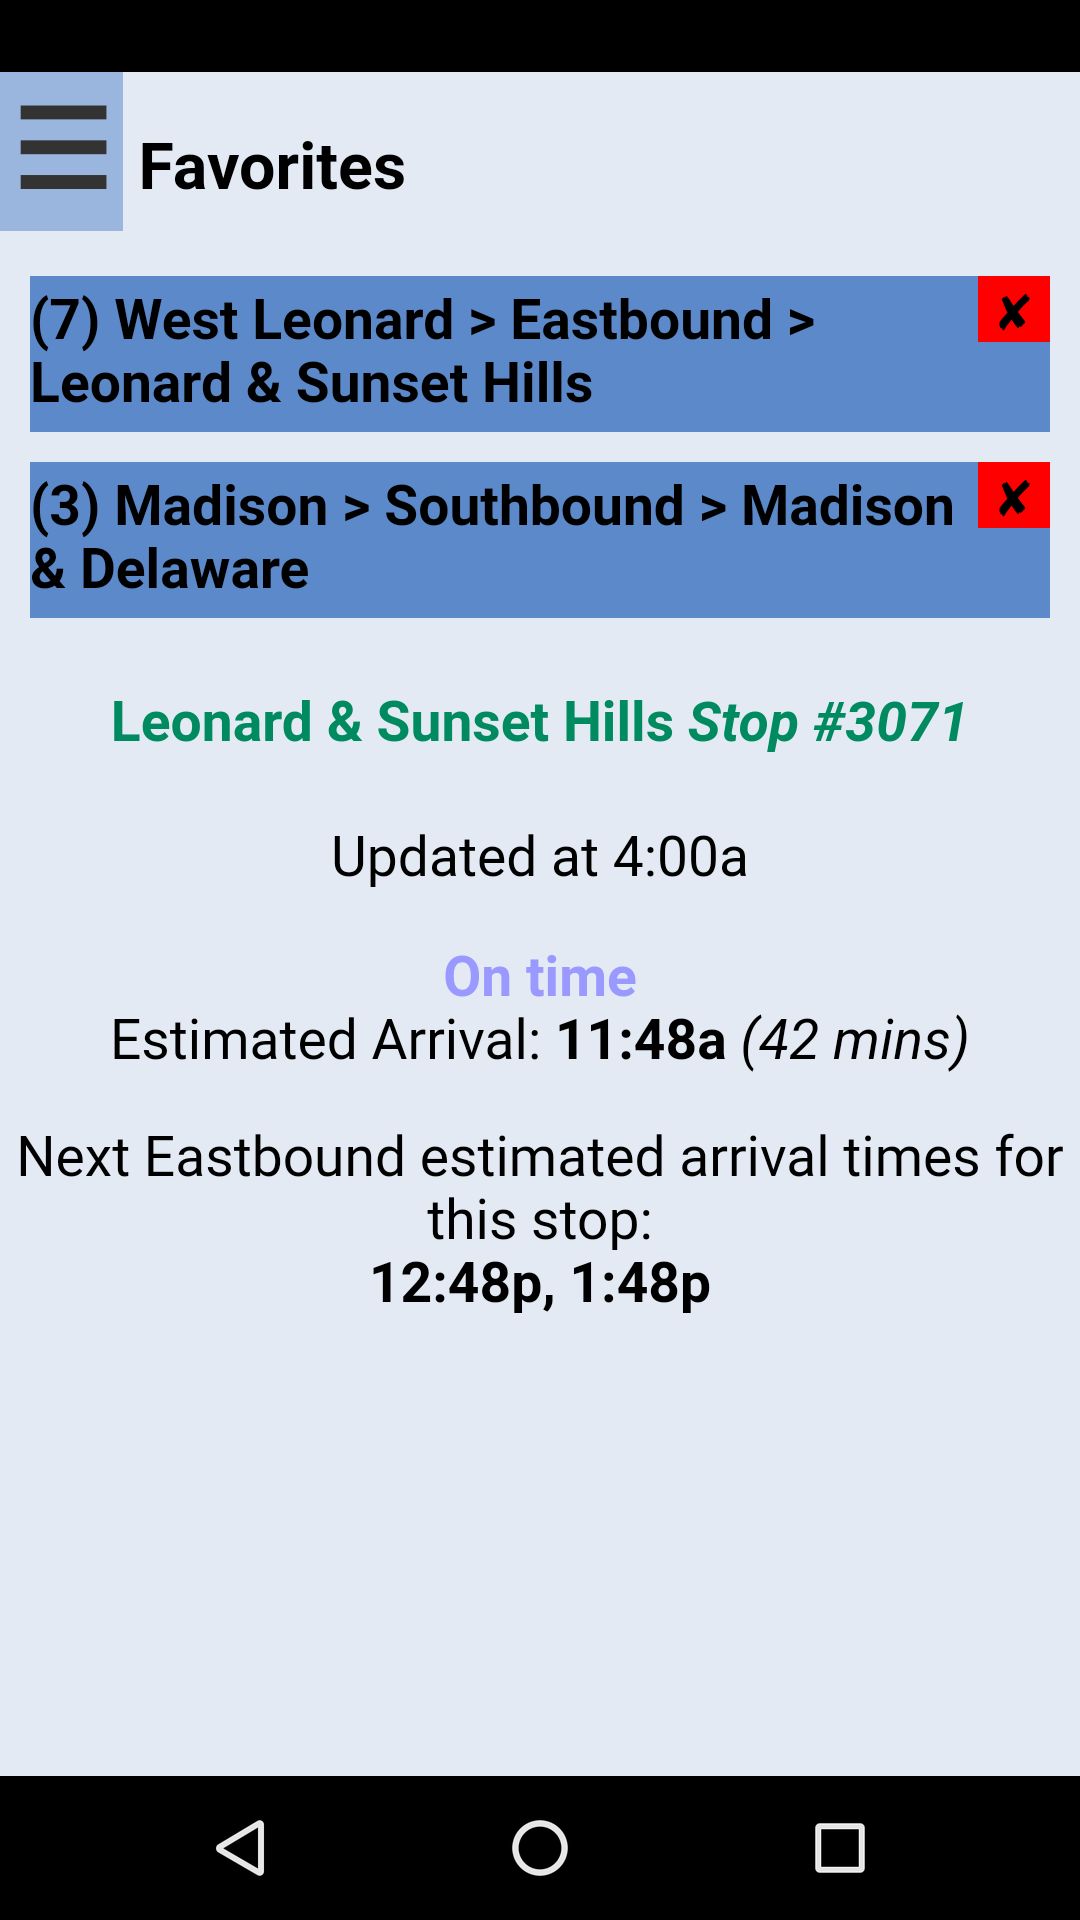 Favorites
(7) West Leonard > Eastbound >
Leonard & Sunset Hills
✘
(3) Madison > Southbound > Madison
& Delaware
✘
Leonard & Sunset Hills Stop #3071
Updated at 4:00a
On time
Estimated Arrival: 11:48a (42 mins)
Next Eastbound estimated arrival times for
this stop:
12:48p, 1:48p